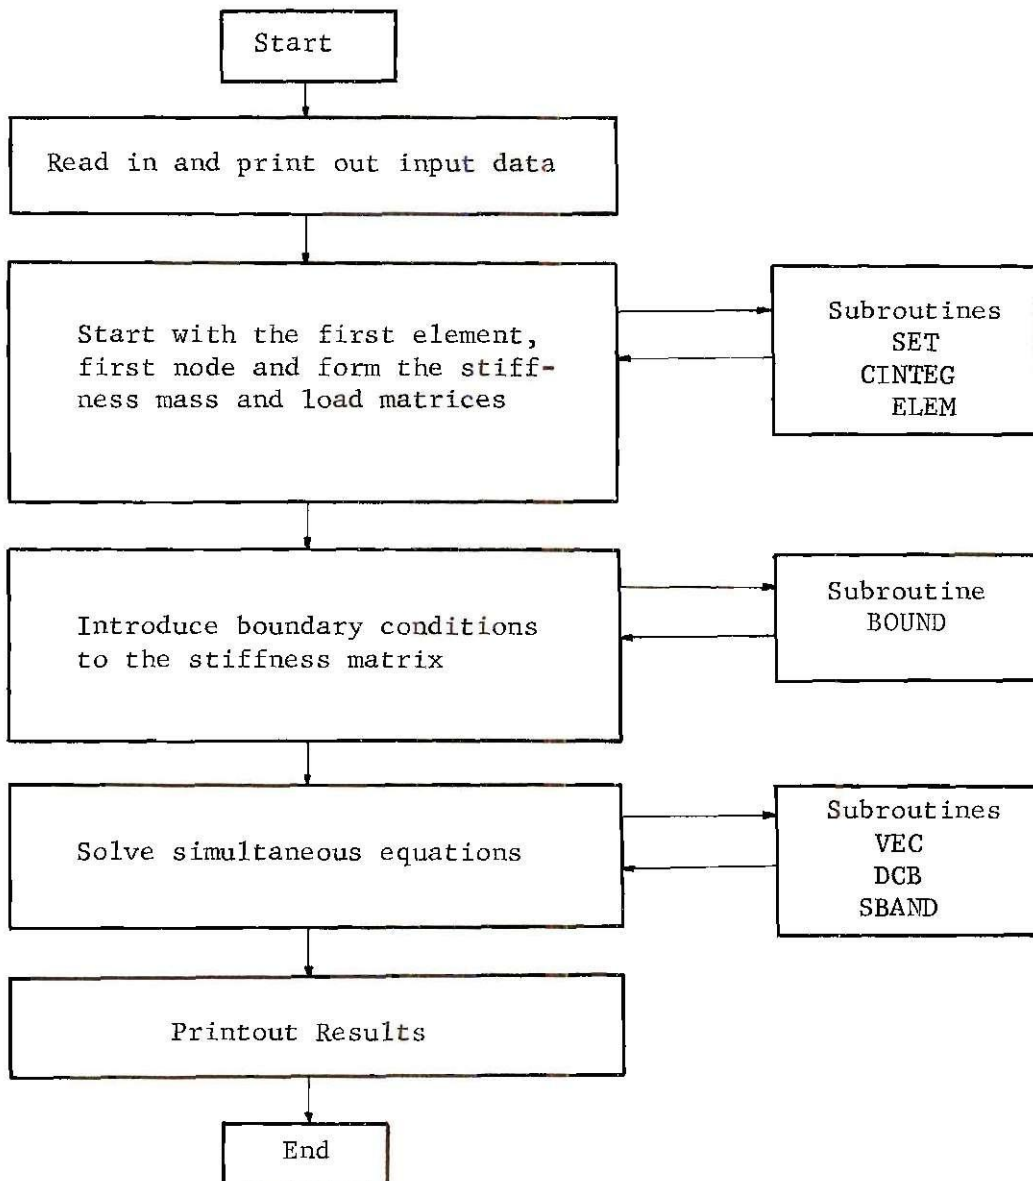 Start
Read in and print out input data
Start with the first element,
first node and form the stiff-
ness mass and load matrices
Subroutines
SET
CINTEG
ELEM
Introduce boundary conditions
to the stiffness matrix
Subroutine
BOUND
Solve simultaneous equations
Subroutines
VEC
DCB
SBAND
Printout Results
End